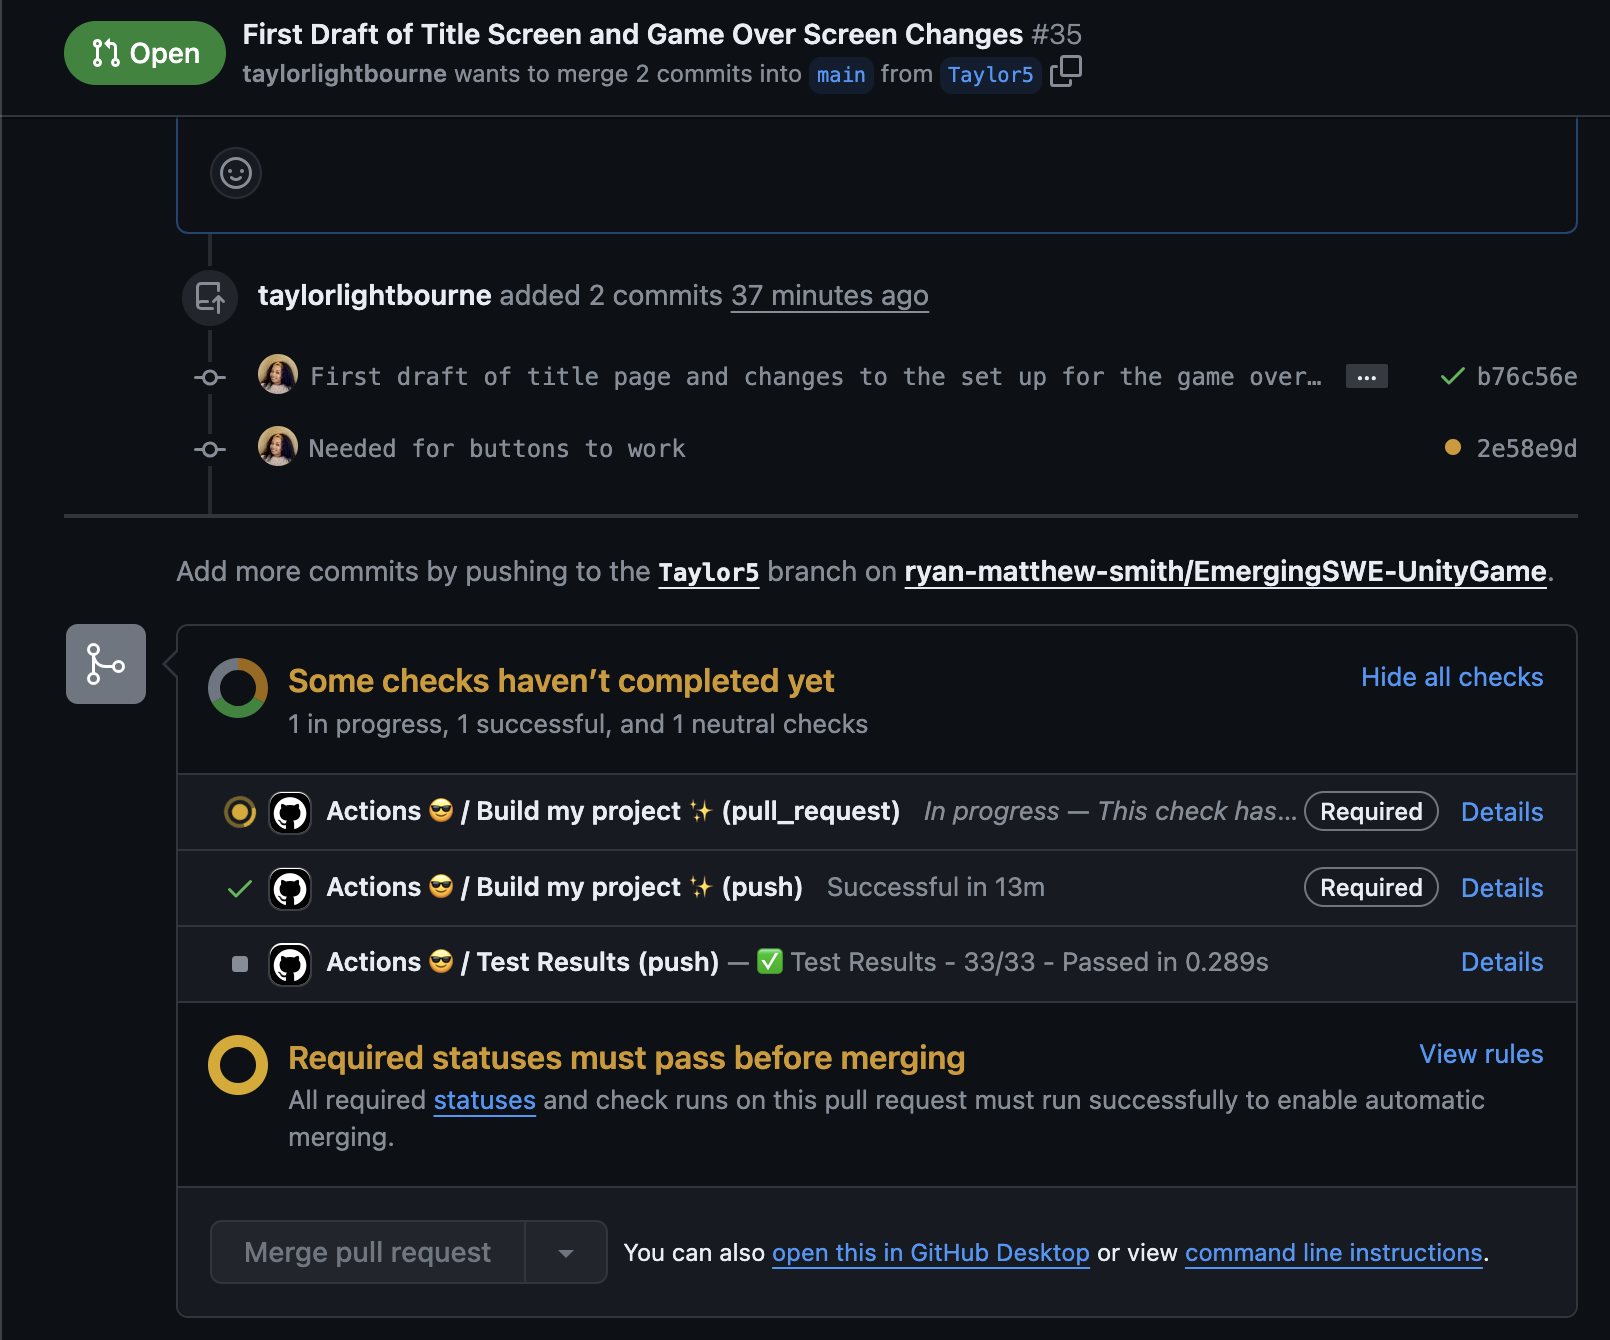 Open
First Draft of Title Screen and Game Over Screen Changes #35
taylorlightbourne wants to merge 2 commits into main from Taylor5
taylorlightbourne added 2 commits 37 minutes ago
First draft of title page and changes to the set up for the game over… ... b76c56e
Needed for buttons to work 2e58e9d
Add more commits by pushing to the Taylor5 branch on ryan-matthew-smith/EmergingSWE-UnityGame.
Some checks haven’t completed yet
Hide all checks
1 in progress, 1 successful, and 1 neutral checks
Actions 😎 / Build my project ✨ (pull_request) In progress — This check has... Required Details
Actions 😎 / Build my project ✨ (push) Successful in 13m Required Details
Actions 😎 / Test Results (push) — ✅ Test Results - 33/33 - Passed in 0.289s Details
Required statuses must pass before merging
View rules
All required statuses and check runs on this pull request must run successfully to enable automatic
merging.
Merge pull request
You can also open this in GitHub Desktop or view command line instructions.